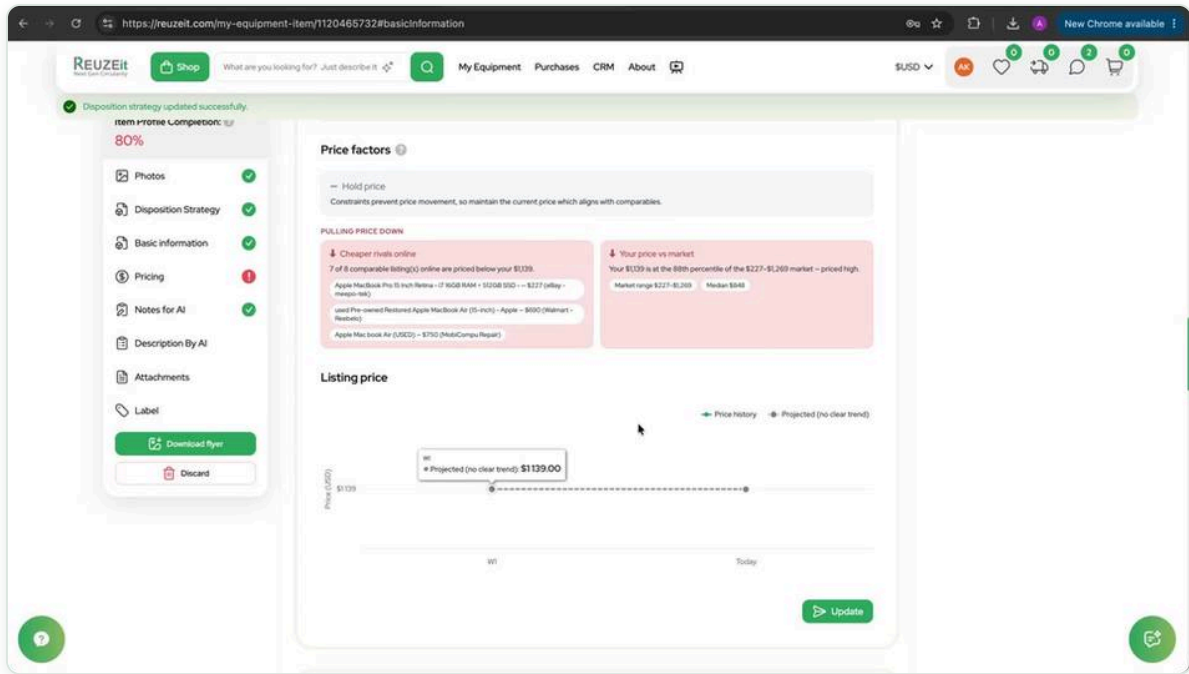 https://reuzeit.com/my-equipment-item/1120465732#basicInformation
A
New Chrome available
REUZEit
Next Gen Circularity
Shop
What are you looking for? Just describe it
My Equipment
Purchases
CRM
About
$USD
AK
0
0
2
0
Disposition strategy updated successfully.
Item Profile Completion:
80%
Photos
Disposition Strategy
Basic information
Pricing
Notes for AI
Description By AI
Attachments
Label
Download flyer
Discard
Price factors
Hold price
Constraints prevent price movement, so maintain the current price which aligns with comparables.
PULLING PRICE DOWN
Cheaper rivals online
7 of 8 comparable listing(s) online are priced below your $1,139.
Apple MacBook Pro 15 Inch Retina - i7 16GB RAM + 512GB SSD - – $227 (eBay -
meepo-tek)
used Pre-owned Restored Apple MacBook Air (15-inch) - Apple – $690 (Walmart -
Reebelo)
Apple Mac book Air (USED) – $750 (MobiCompu Repair)
Your price vs market
Your $1,139 is at the 88th percentile of the $227–$1,269 market — priced high.
Market range $227–$1,269
Median $848
Listing price
Price history
Projected (no clear trend)
W1
Projected (no clear trend): $1 139.00
Price (USD)
$1 139
W1
Today
Update